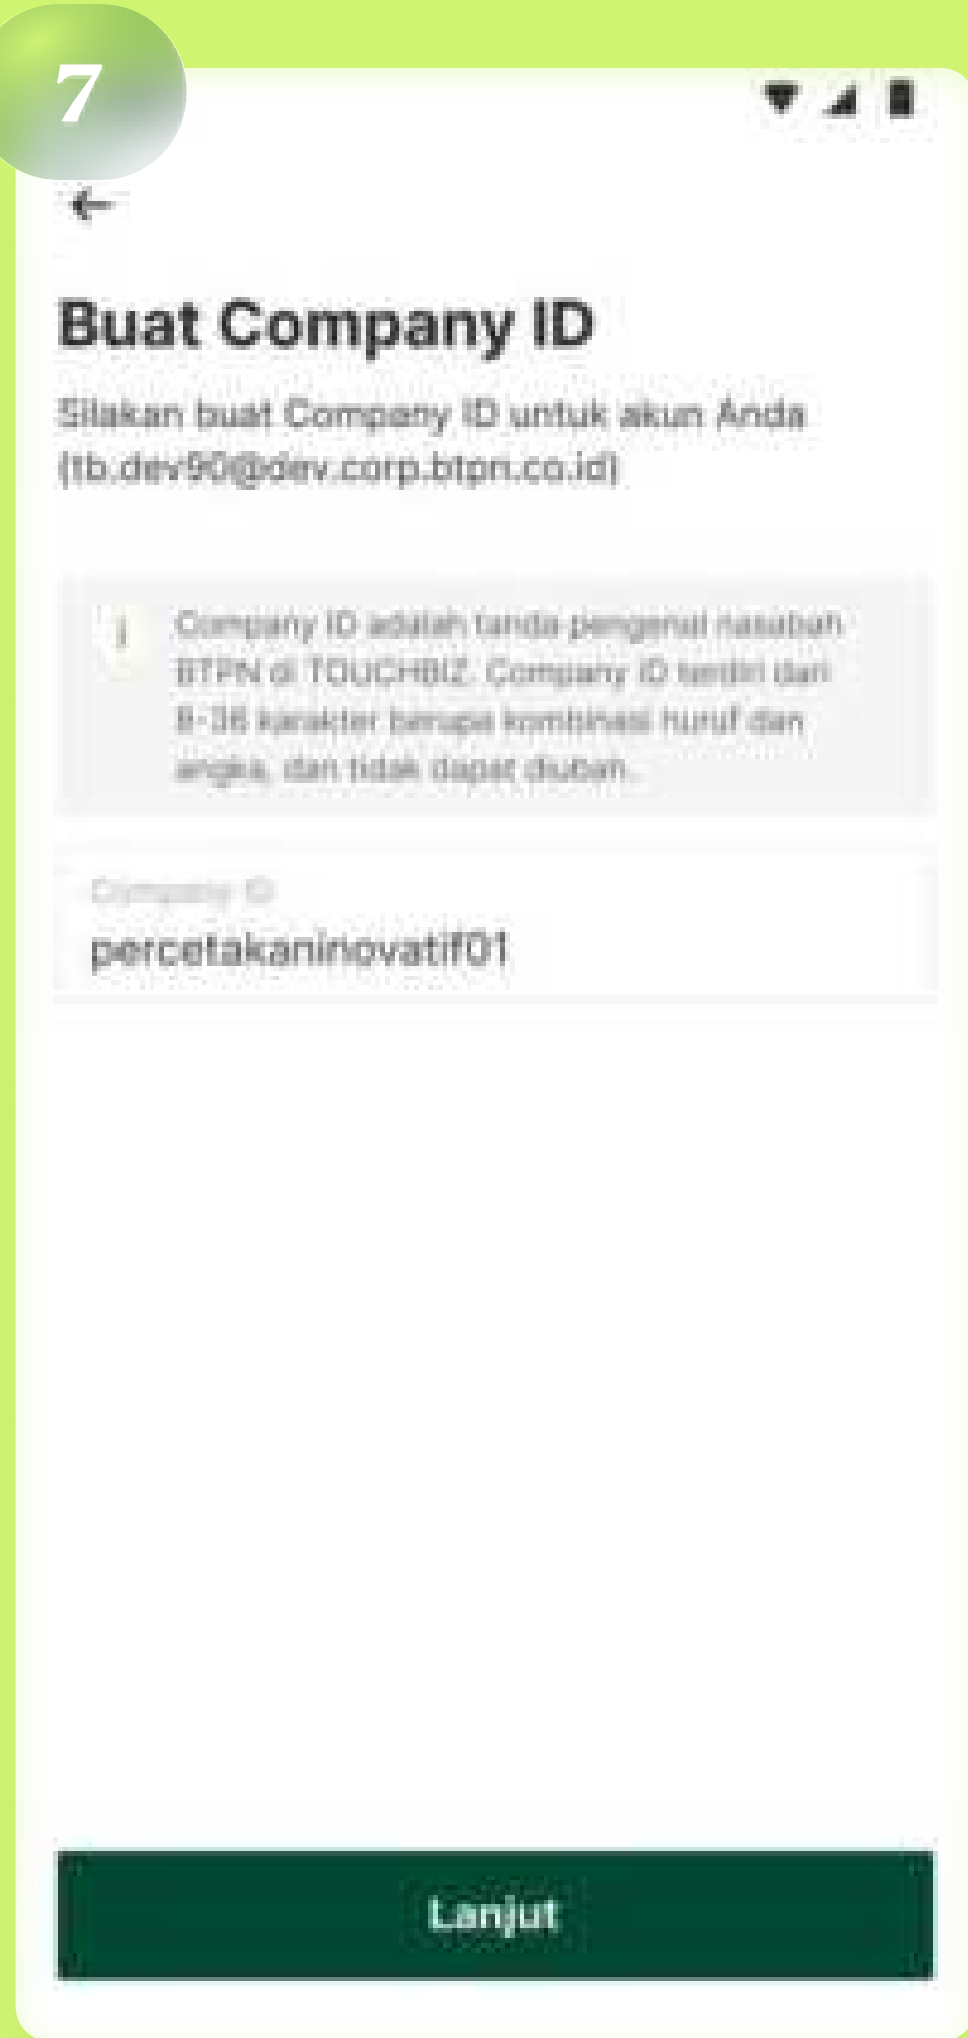 7
Buat Company ID
Silakan buat Company ID untuk akun Anda
(tb.dev90@dev.corp.btpn.co.id)
i
Company ID adalah tanda pengenal nasabah
BTPN di TOUCHBIZ. Company ID terdiri dari
8-36 karakter berupa kombinasi huruf dan
angka, dan tidak dapat diubah.
Company ID
percetakaninovatif01
Lanjut